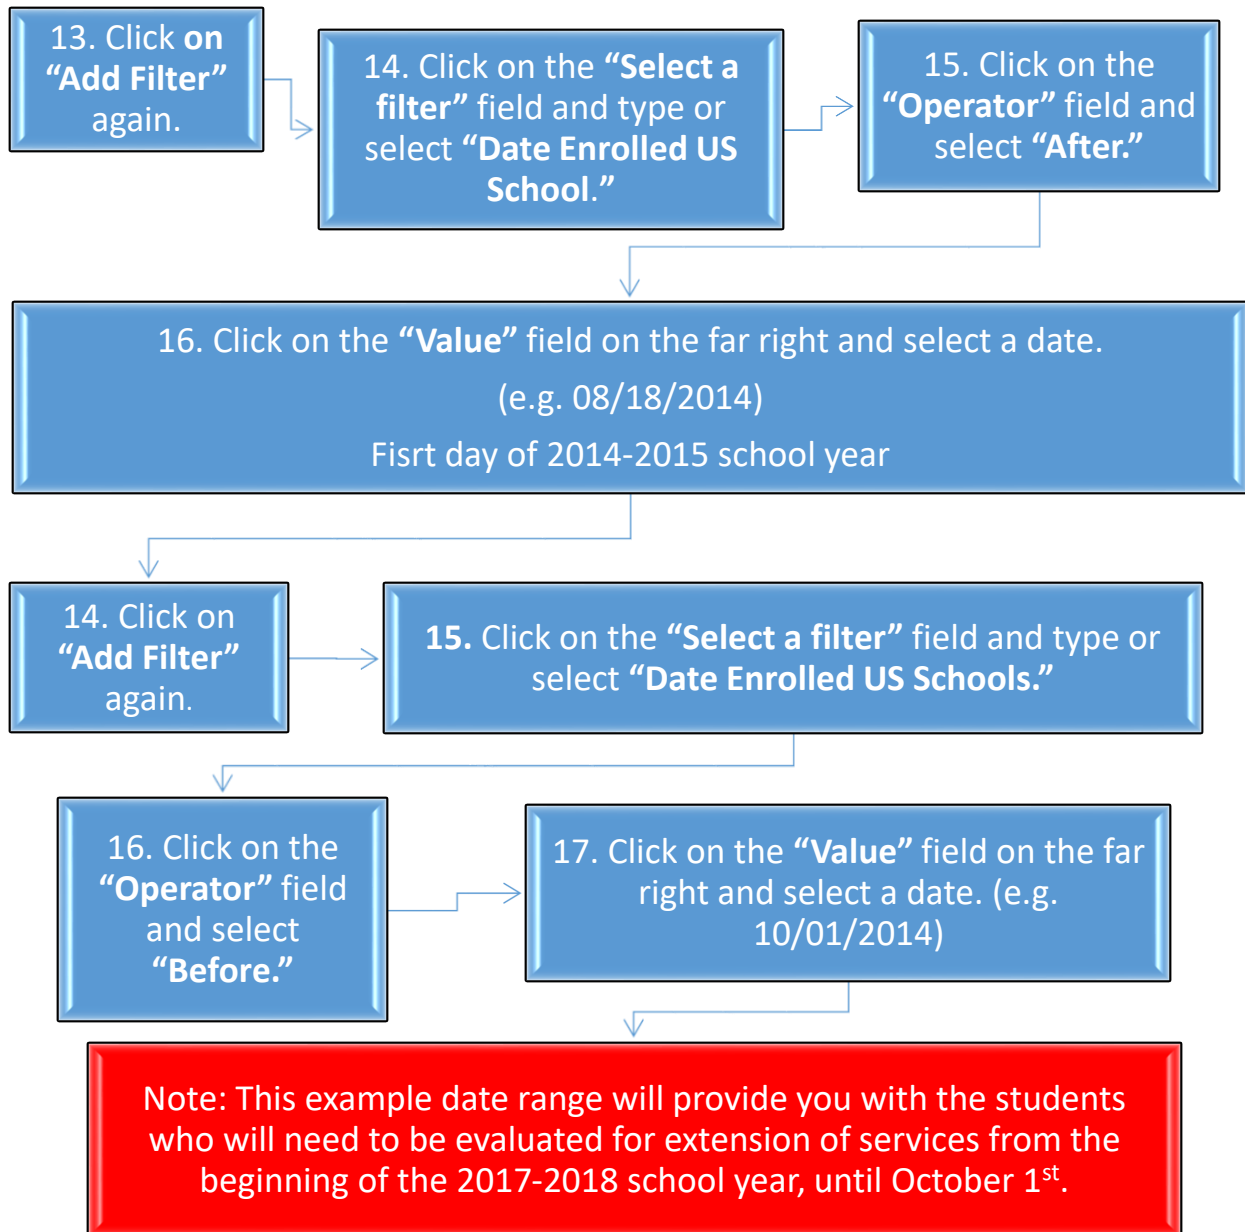 13. Click on
“Add Filter”
again.
14. Click on the “Select a
filter” field and type or
select “Date Enrolled US
School.”
15. Click on the
“Operator” field and
select “After.”
16. Click on the “Value” field on the far right and select a date.
(e.g. 08/18/2014)
Fisrt day of 2014-2015 school year
14. Click on
“Add Filter”
again.
15. Click on the “Select a filter” field and type or
select “Date Enrolled US Schools.”
16. Click on the
“Operator” field
and select
“Before.”
17. Click on the “Value” field on the far
right and select a date. (e.g.
10/01/2014)
Note: This example date range will provide you with the students
who will need to be evaluated for extension of services from the
beginning of the 2017-2018 school year, until October 1st.